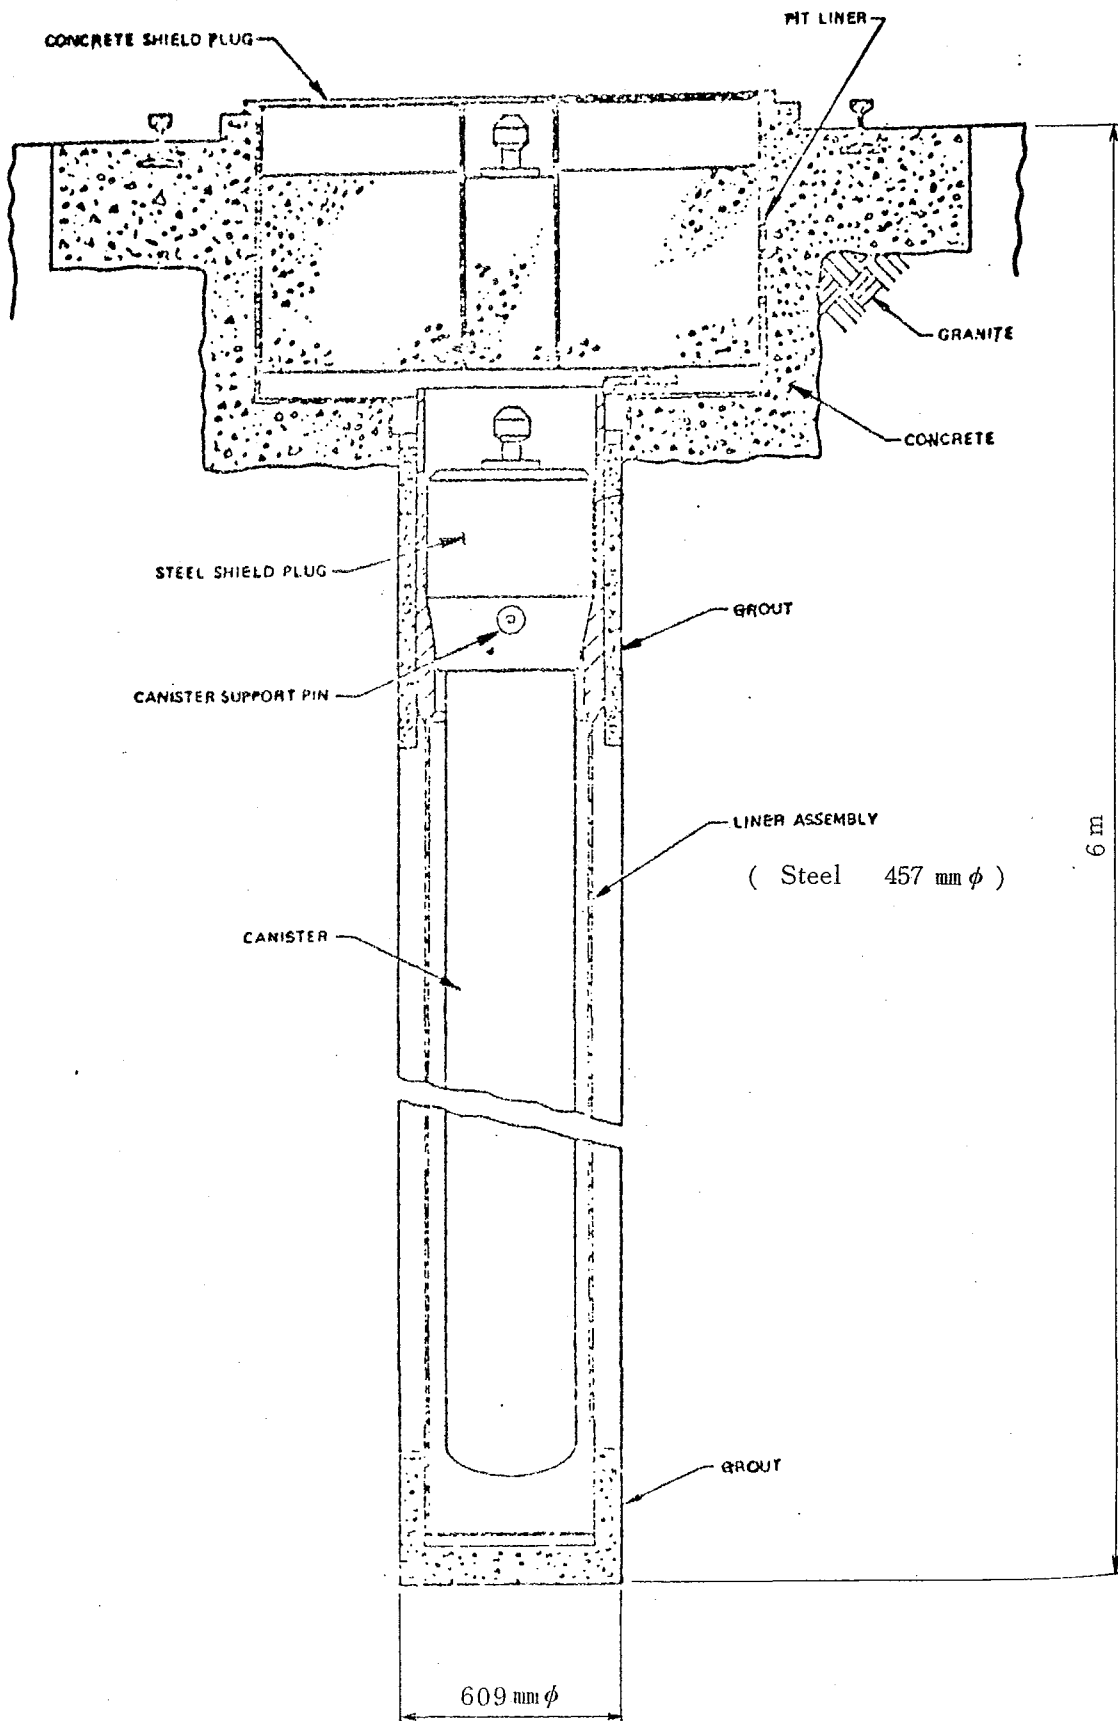 PIT LINER
CONCRETE SHIELD PLUG
GRANITE
CONCRETE
STEEL SHIELD PLUG
GROUT
CANISTER SUPPORT PIN
LINER ASSEMBLY
( Steel 457 mm φ )
6 m
CANISTER
GROUT
609 mm φ